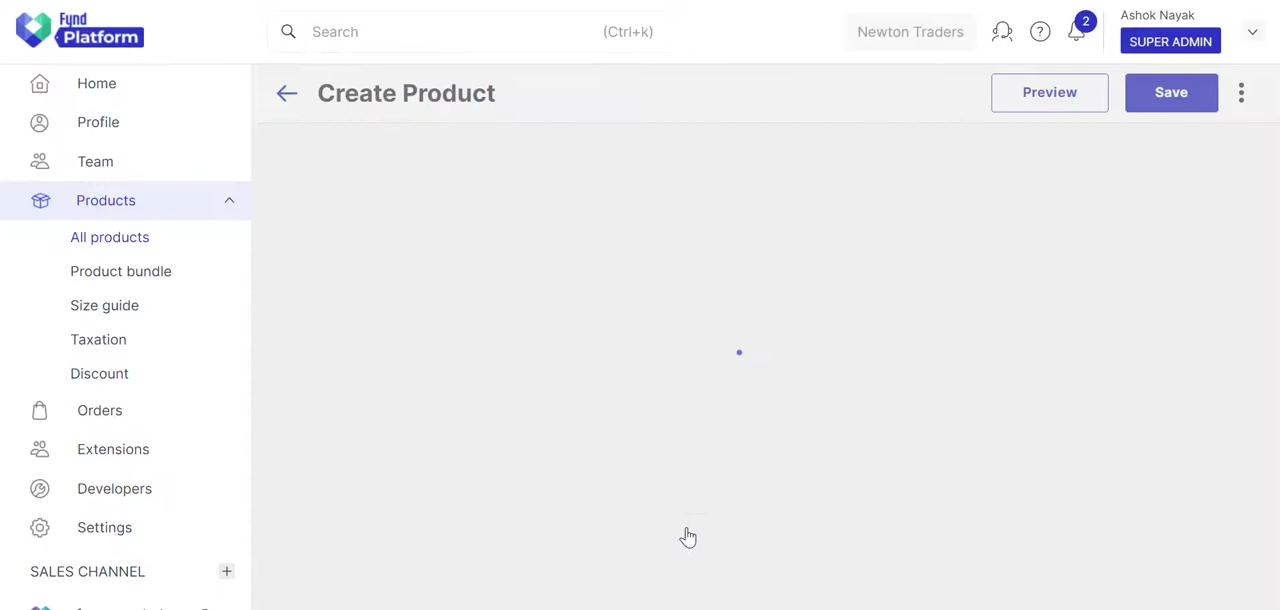 Fynd
Platform
Search (Ctrl+k)
Newton Traders
2
Ashok Nayak
SUPER ADMIN
Home
Profile
Team
Products
All products
Product bundle
Size guide
Taxation
Discount
Orders
Extensions
Developers
Settings
SALES CHANNEL
Create Product
Preview
Save